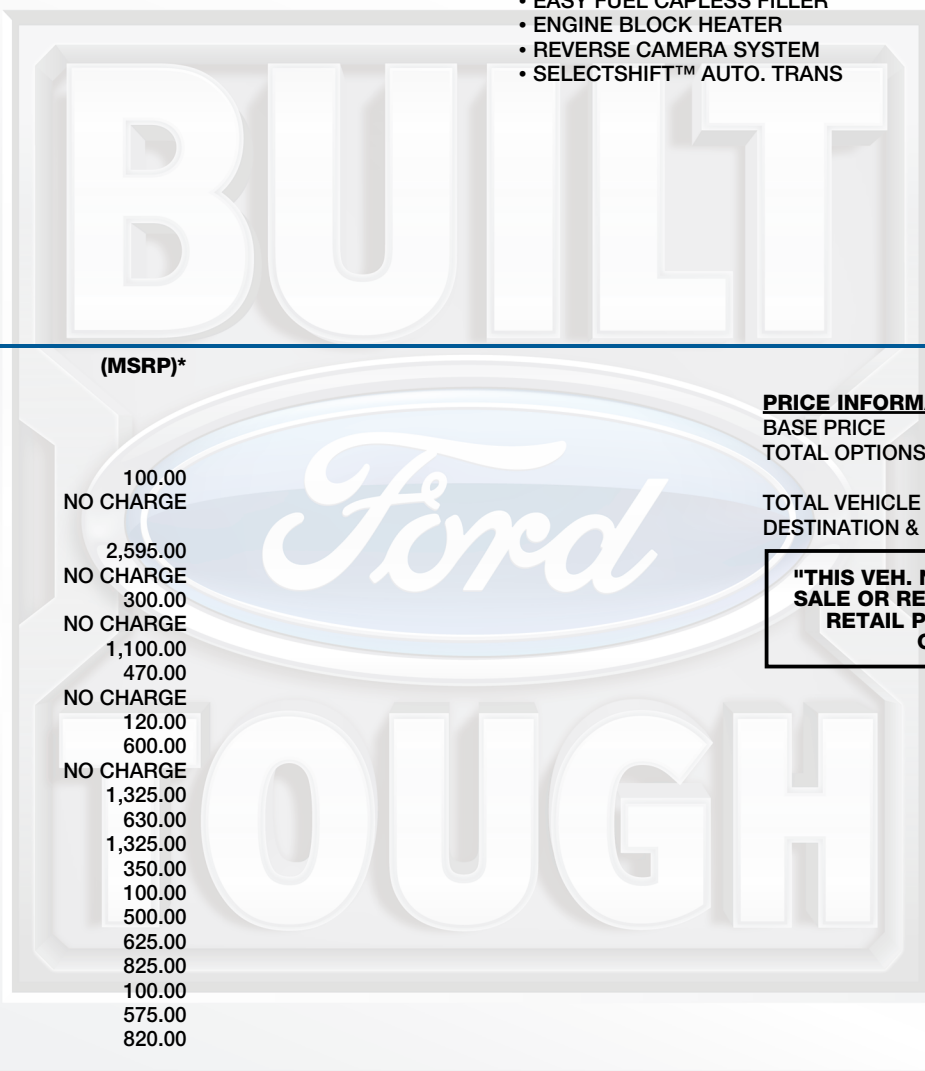 • EASY FUEL CAPLESS FILLER
• ENGINE BLOCK HEATER
• REVERSE CAMERA SYSTEM
• SELECTSHIFT™ AUTO. TRANS
BUILT
Ford
TOUGH
(MSRP)*
100.00
NO CHARGE
2,595.00
NO CHARGE
300.00
NO CHARGE
1,100.00
470.00
NO CHARGE
120.00
600.00
NO CHARGE
1,325.00
630.00
1,325.00
350.00
100.00
500.00
625.00
825.00
100.00
575.00
820.00
PRICE INFORM
BASE PRICE
TOTAL OPTIONS
TOTAL VEHICLE
DESTINATION &
"THIS VEH.
SALE OR RE
RETAIL P